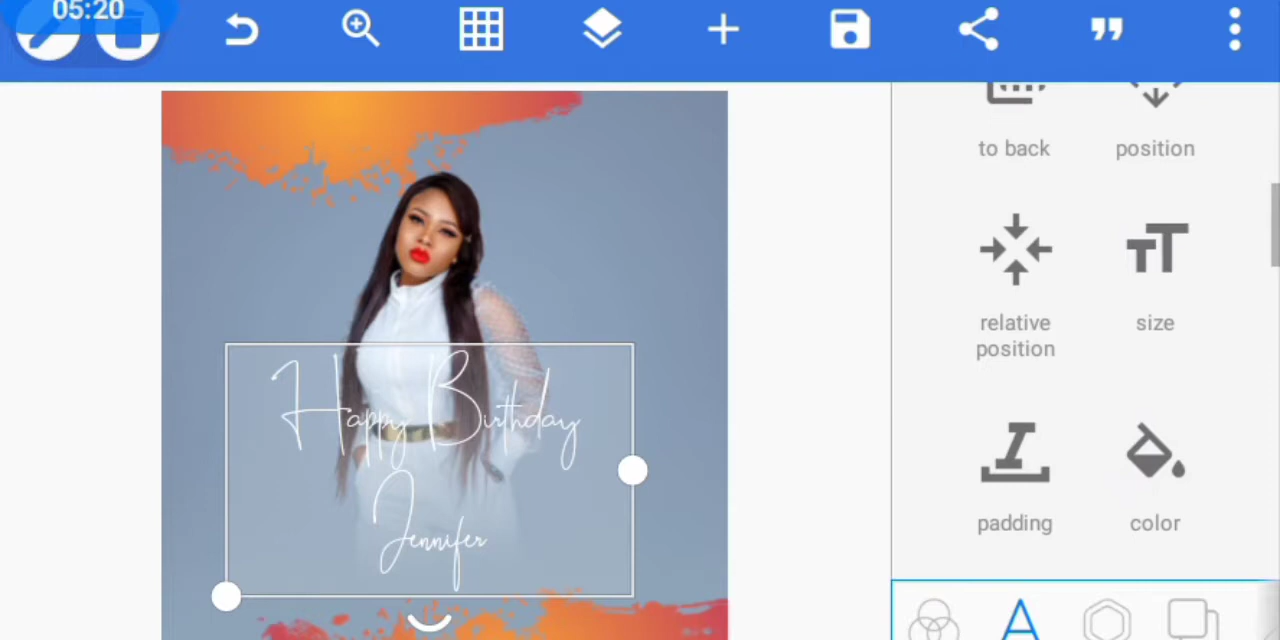 05:20
to back
position
relative
position
size
Happy Birthday
Jennifer
padding
color